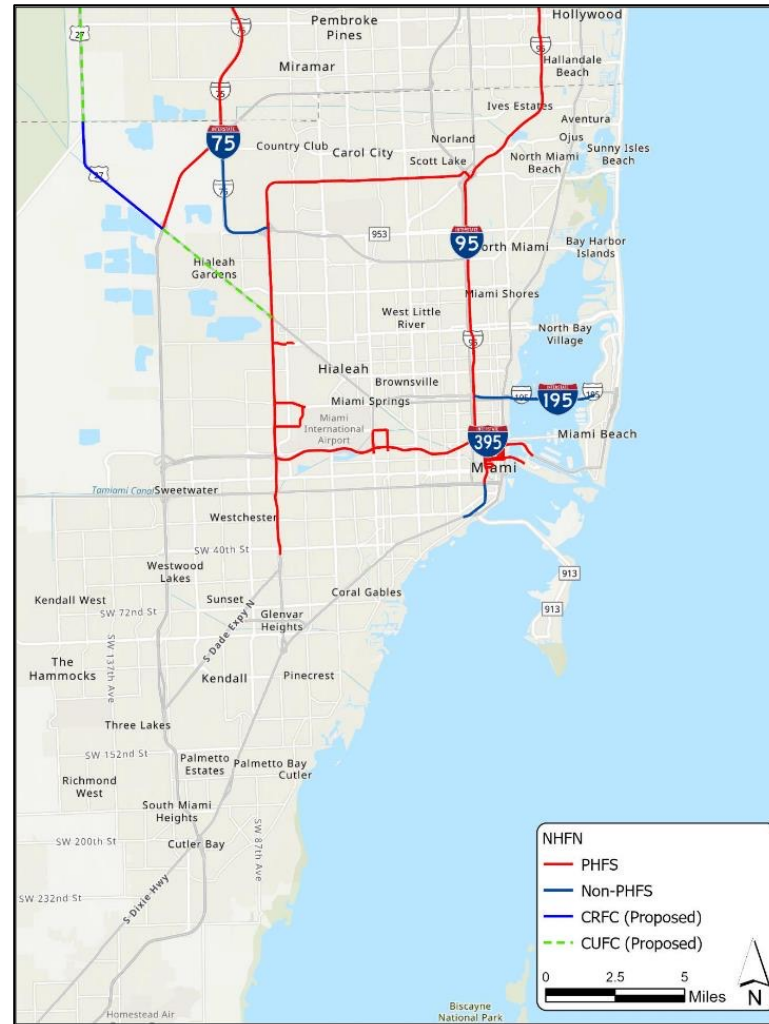 Hollywood
Pembroke
Pines
27
75
95
Miramar
Hallandale
Beach
75
Ives Estates
Aventura
INTERSTATE
75
Country Club
Carol City
Norland
Ojus
Sunny Isles
Beach
Scott Lake
North Miami
Beach
27
75
953
INTERSTATE
95
North Miami
Bay Harbor
Islands
Hialeah
Gardens
Miami Shores
West Little
River
95
North Bay
Village
Hialeah
Brownsville
Miami Springs
195
INTERSTATE
195
195
Miami
International
Airport
INTERSTATE
395
Miami Beach
Miami
Tamiami Canal
Sweetwater
Westchester
SW 40th St
Westwood
Lakes
913
Kendall West
Sunset
Coral Gables
SW 72nd St
Glenvar
Heights
913
S Dade Expy N
SW 137th Ave
The
Hammocks
Kendall
Pinecrest
Three Lakes
SW 152nd St
Palmetto
Estates
Palmetto Bay
Cutler
Richmond
West
South Miami
Heights
SW 200th St
Cutler Bay
SW 87th Ave
S Dixie Hwy
SW 232nd St
Homestead Air
Biscayne
National Park
NHFN
PHFS
Non-PHFS
CRFC (Proposed)
CUFC (Proposed)
0 2.5 5
Miles
N